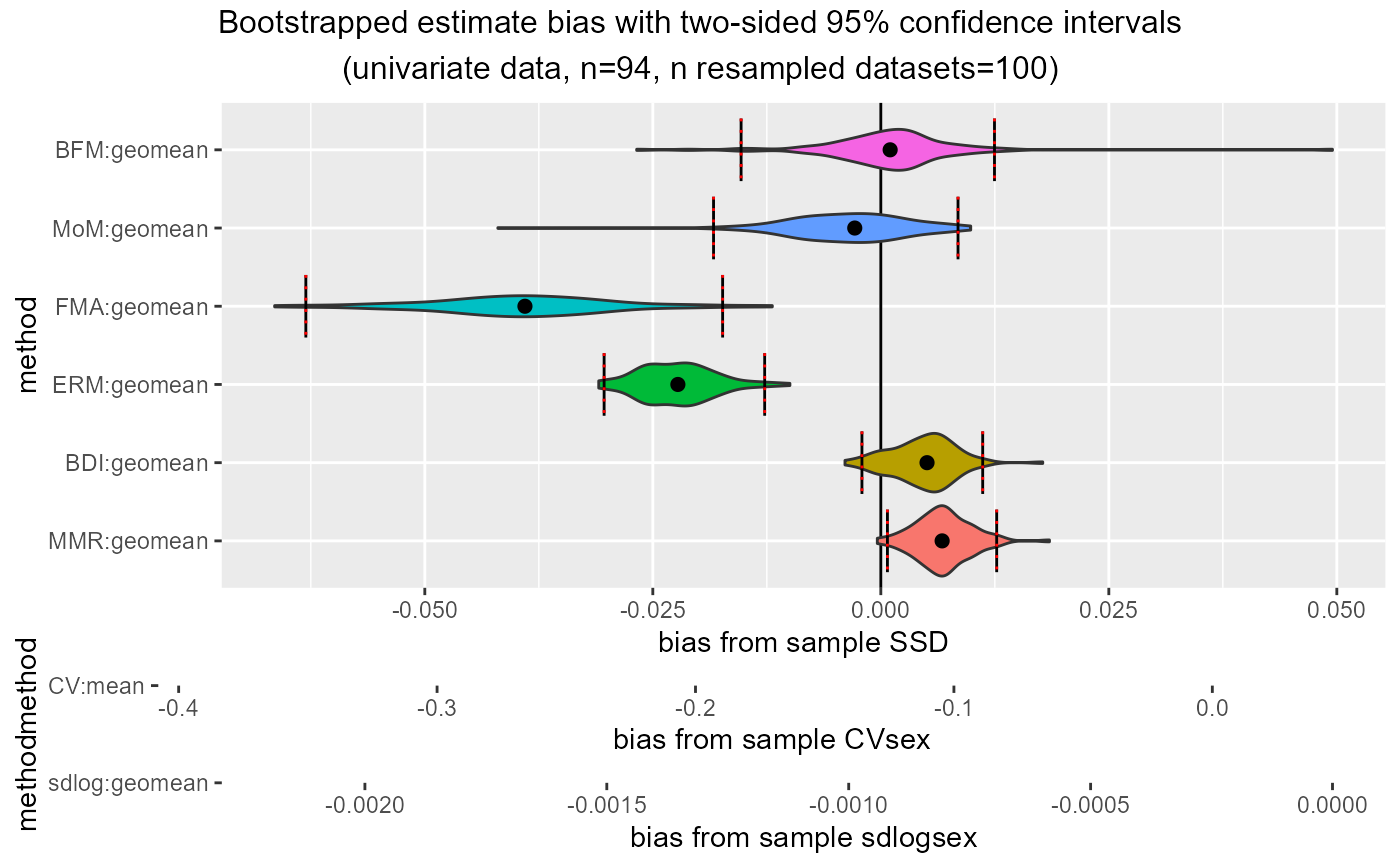 Bootstrapped estimate bias with two-sided 95% confidence intervals
(univariate data, n=94, n resampled datasets=100)
method
BFM:geomean
MoM:geomean
FMA:geomean
ERM:geomean
BDI:geomean
MMR:geomean
-0.050 -0.025 0.000 0.025 0.050
bias from sample SSD
method
CV:mean
-0.4 -0.3 -0.2 -0.1 0.0
bias from sample CVsex
method
sdlog:geomean
-0.0020 -0.0015 -0.0010 -0.0005 0.0000
bias from sample sdlogsex